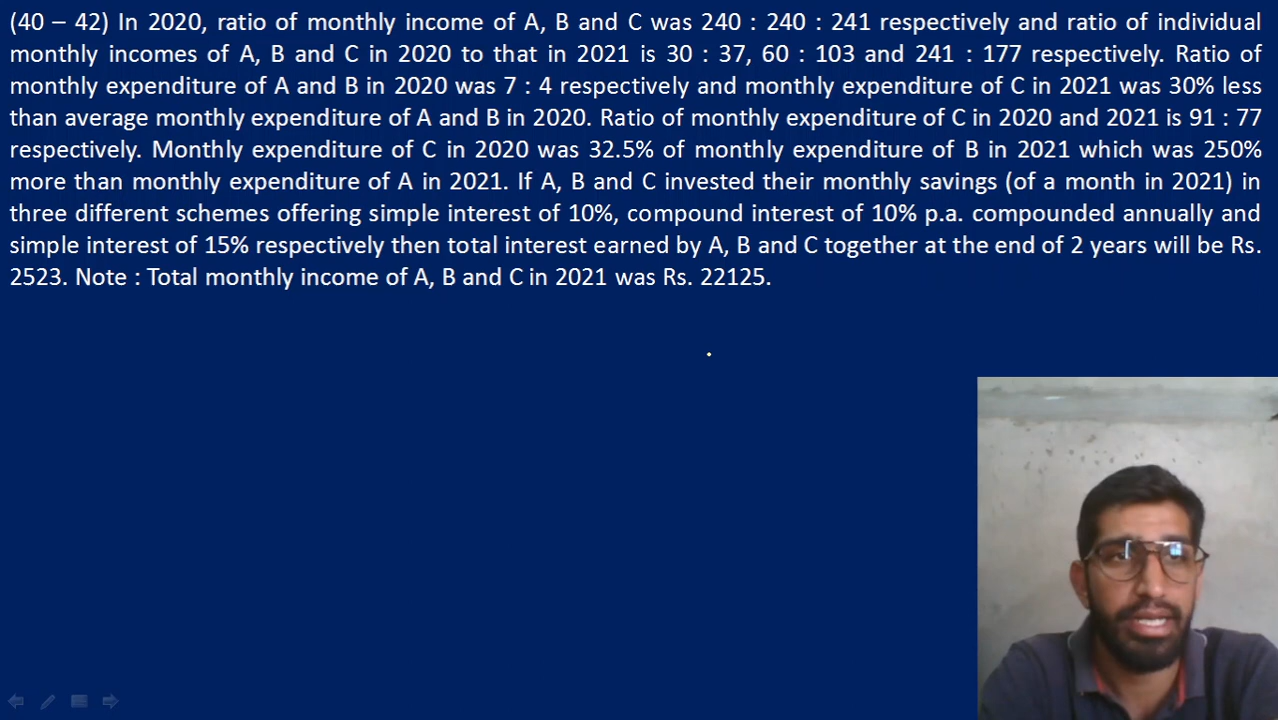 (40 – 42) In 2020, ratio of monthly income of A, B and C was 240 : 240 : 241 respectively and ratio of individual
monthly incomes of A, B and C in 2020 to that in 2021 is 30 : 37, 60 : 103 and 241 : 177 respectively. Ratio of
monthly expenditure of A and B in 2020 was 7 : 4 respectively and monthly expenditure of C in 2021 was 30% less
than average monthly expenditure of A and B in 2020. Ratio of monthly expenditure of C in 2020 and 2021 is 91 : 77
respectively. Monthly expenditure of C in 2020 was 32.5% of monthly expenditure of B in 2021 which was 250%
more than monthly expenditure of A in 2021. If A, B and C invested their monthly savings (of a month in 2021) in
three different schemes offering simple interest of 10%, compound interest of 10% p.a. compounded annually and
simple interest of 15% respectively then total interest earned by A, B and C together at the end of 2 years will be Rs.
2523. Note : Total monthly income of A, B and C in 2021 was Rs. 22125.